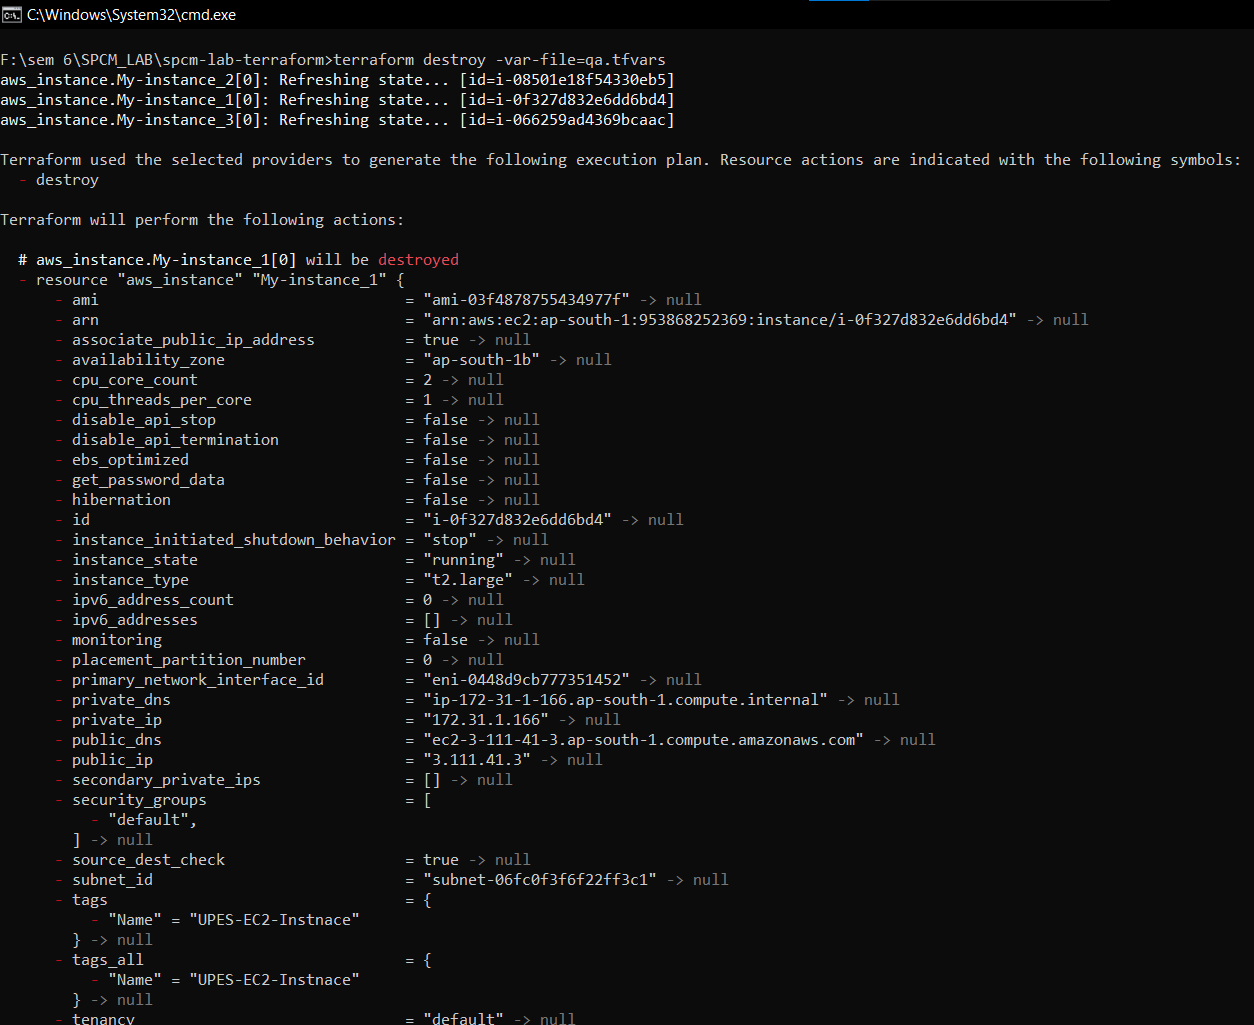 C:\Windows\System32\cmd.exe
F:\sem 6\SPCM_LAB\spcm-lab-terraform>terraform destroy -var-file=qa.tfvars
aws_instance.My-instance_2[0]: Refreshing state... [id=i-08501e18f54330eb5]
aws_instance.My-instance_1[0]: Refreshing state... [id=i-0f327d832e6dd6bd4]
aws_instance.My-instance_3[0]: Refreshing state... [id=i-066259ad4369bcaac]
Terraform used the selected providers to generate the following execution plan. Resource actions are indicated with the following symbols:
  - destroy
Terraform will perform the following actions:
  # aws_instance.My-instance_1[0] will be destroyed
  - resource "aws_instance" "My-instance_1" {
      - ami                                  = "ami-03f4878755434977f" -> null
      - arn                                  = "arn:aws:ec2:ap-south-1:953868252369:instance/i-0f327d832e6dd6bd4" -> null
      - associate_public_ip_address          = true -> null
      - availability_zone                    = "ap-south-1b" -> null
      - cpu_core_count                       = 2 -> null
      - cpu_threads_per_core                 = 1 -> null
      - disable_api_stop                     = false -> null
      - disable_api_termination              = false -> null
      - ebs_optimized                        = false -> null
      - get_password_data                    = false -> null
      - hibernation                          = false -> null
      - id                                   = "i-0f327d832e6dd6bd4" -> null
      - instance_initiated_shutdown_behavior = "stop" -> null
      - instance_state                       = "running" -> null
      - instance_type                        = "t2.large" -> null
      - ipv6_address_count                   = 0 -> null
      - ipv6_addresses                       = [] -> null
      - monitoring                           = false -> null
      - placement_partition_number           = 0 -> null
      - primary_network_interface_id         = "eni-0448d9cb777351452" -> null
      - private_dns                          = "ip-172-31-1-166.ap-south-1.compute.internal" -> null
      - private_ip                           = "172.31.1.166" -> null
      - public_dns                           = "ec2-3-111-41-3.ap-south-1.compute.amazonaws.com" -> null
      - public_ip                            = "3.111.41.3" -> null
      - secondary_private_ips                = [] -> null
      - security_groups                      = [
          - "default",
        ] -> null
      - source_dest_check                    = true -> null
      - subnet_id                            = "subnet-06fc0f3f6f22ff3c1" -> null
      - tags                                 = {
          - "Name" = "UPES-EC2-Instnace"
        } -> null
      - tags_all                             = {
          - "Name" = "UPES-EC2-Instnace"
        } -> null
      - tenancy                              = "default" -> null